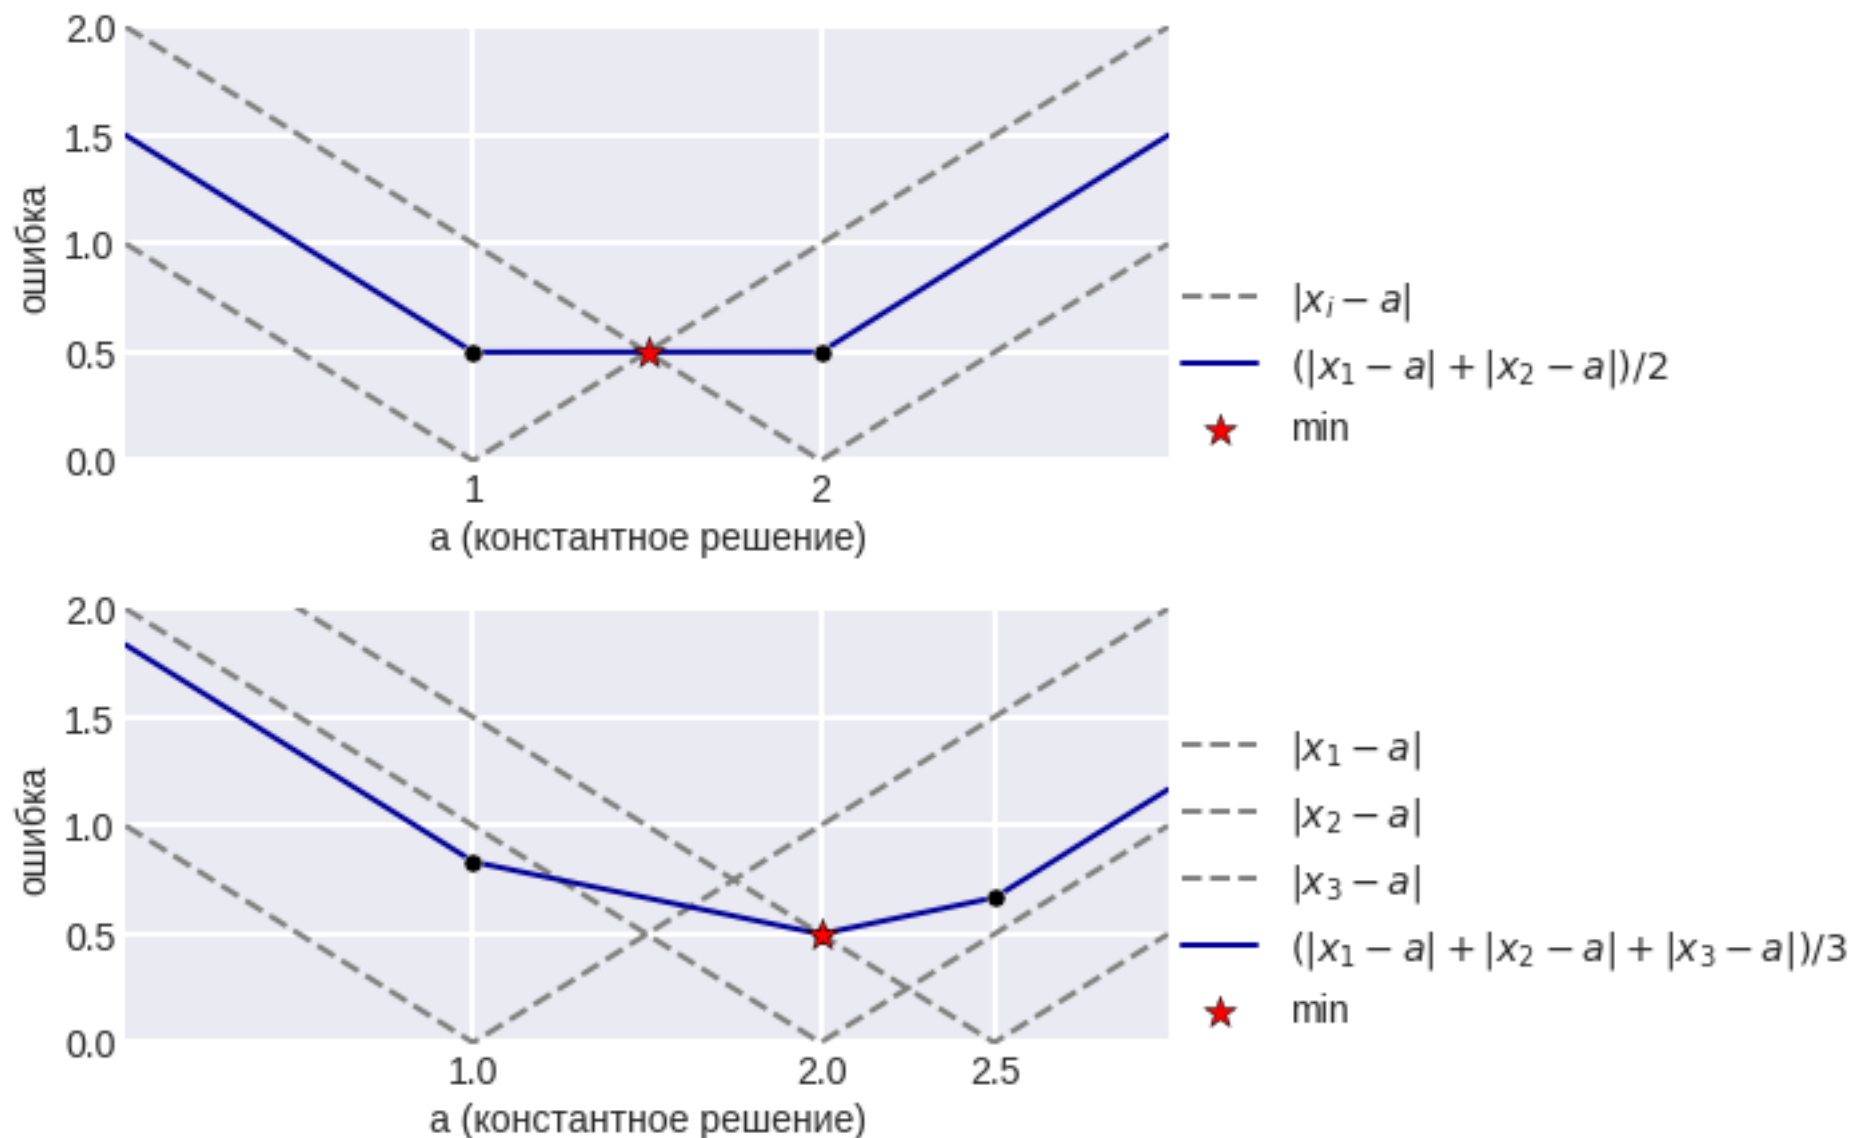 2.0
1.5
1.0
0.5
0.0
ошибка
1 2
a (константное решение)
|x_i − a|
(|x_1 − a| + |x_2 − a|)/2
min
2.0
1.5
1.0
0.5
0.0
ошибка
1.0 2.0 2.5
a (константное решение)
|x_1 − a|
|x_2 − a|
|x_3 − a|
(|x_1 − a| + |x_2 − a| + |x_3 − a|)/3
min